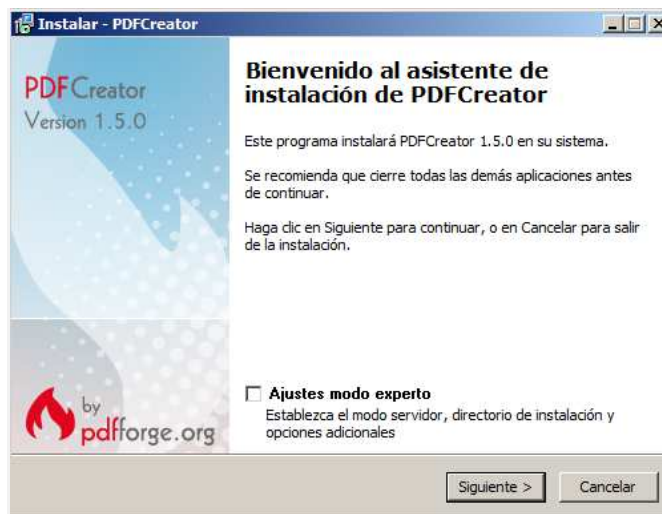 Instalar - PDFCreator
PDFCreator
Version 1.5.0
Bienvenido al asistente de
instalación de PDFCreator
Este programa instalará PDFCreator 1.5.0 en su sistema.
Se recomienda que cierre todas las demás aplicaciones antes
de continuar.
Haga clic en Siguiente para continuar, o en Cancelar para salir
de la instalación.
Ajustes modo experto
Establezca el modo servidor, directorio de instalación y
opciones adicionales
by
pdfforge.org
Siguiente >
Cancelar